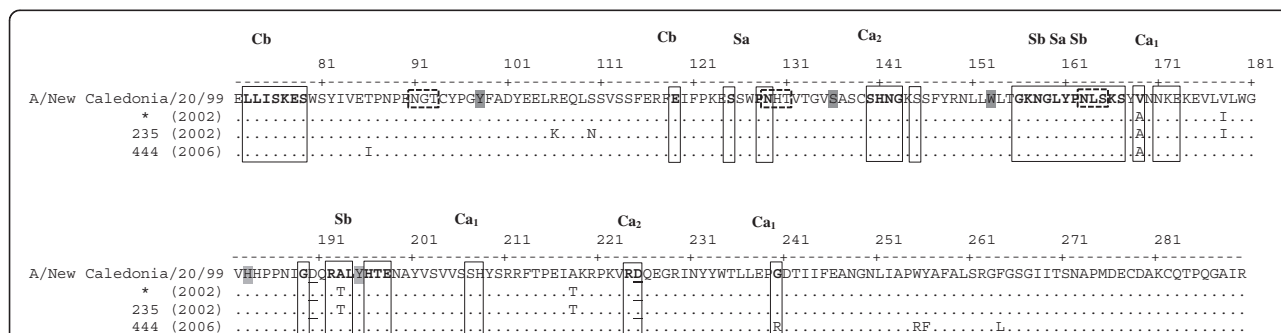 Cb Cb Sa Ca₂ Sb Sa Sb Ca₁
81 91 101 111 121 131 141 151 161 171 181
A/New Caledonia/20/99 ELLISKESWSYIVETPNPENGTCYPGYFADYEELREQLSSVSSFERFEIFPKESSWPNHTVTGVSASCSHNGKSSFYRNLLWLTGKNGLYPNLSKSYVNNKEKEVLVLWG
* (2002) .................................................................................................A........I...
235 (2002) ..................................K...N..........................................................A........I...
444 (2006) ..............I..................................................................................A............
Sb Ca₁ Ca₂ Ca₁
191 201 211 221 231 241 251 261 271 281
A/New Caledonia/20/99 VHHPPNIGDQRALYHTENAYVSVVSSHYSRRFTPEIAKRPKVRDQEGRINYYWTLLEPGDTIIFEANGNLIAPWYAFALSRGFGSGIITSNAPMDECDAKCQTPQGAIR
* (2002) ...........T........................T........................................................................
235 (2002) ...........T........................T........................................................................
444 (2006) ..........................................................R..............RF.......L..........................